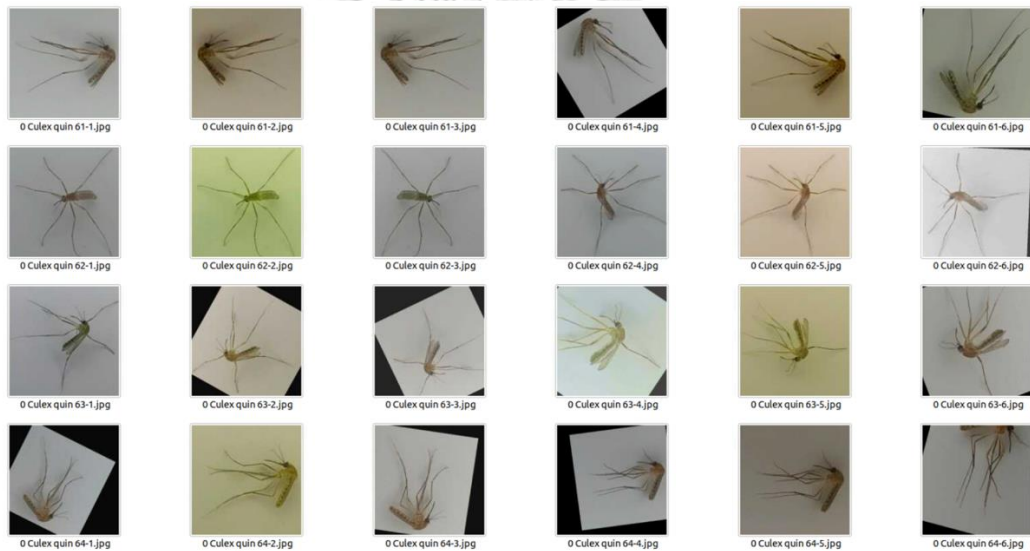 0 Culex quin 61-1.jpg 0 Culex quin 61-2.jpg 0 Culex quin 61-3.jpg 0 Culex quin 61-4.jpg 0 Culex quin 61-5.jpg 0 Culex quin 61-6.jpg
0 Culex quin 62-1.jpg 0 Culex quin 62-2.jpg 0 Culex quin 62-3.jpg 0 Culex quin 62-4.jpg 0 Culex quin 62-5.jpg 0 Culex quin 62-6.jpg
0 Culex quin 63-1.jpg 0 Culex quin 63-2.jpg 0 Culex quin 63-3.jpg 0 Culex quin 63-4.jpg 0 Culex quin 63-5.jpg 0 Culex quin 63-6.jpg
0 Culex quin 64-1.jpg 0 Culex quin 64-2.jpg 0 Culex quin 64-3.jpg 0 Culex quin 64-4.jpg 0 Culex quin 64-5.jpg 0 Culex quin 64-6.jpg